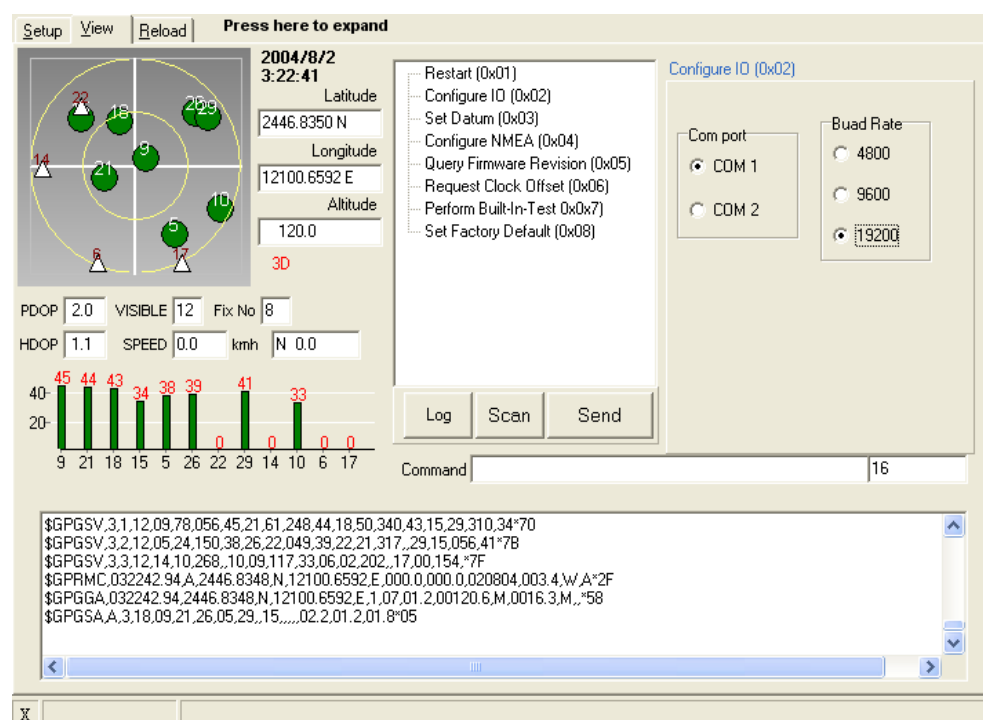 Setup View Reload Press here to expand
2004/8/2
3:22:41
Latitude
2446.8350 N
Longitude
12100.6592 E
Altitude
120.0
3D
22
18
29
14
21
9
10
5
6
17
PDOP 2.0 VISIBLE 12 Fix No 8
HDOP 1.1 SPEED 0.0 kmh N 0.0
45 44 43 34 38 39 0 41 0 33 0 0
40
20
9 21 18 15 5 26 22 29 14 10 6 17
Restart (0x01)
Configure IO (0x02)
Set Datum (0x03)
Configure NMEA (0x04)
Query Firmware Revision (0x05)
Request Clock Offset (0x06)
Perform Built-In-Test 0x0x7)
Set Factory Default (0x08)
Log Scan Send
Configure IO (0x02)
Com port
COM 1
COM 2
Buad Rate
4800
9600
19200
Command 16
$GPGSV,3,1,12,09,78,056,45,21,61,248,44,18,50,340,43,15,29,310,34*70
$GPGSV,3,2,12,05,24,150,38,26,22,049,39,22,21,317,,29,15,056,41*7B
$GPGSV,3,3,12,14,10,268,,10,09,117,33,06,02,202,,17,00,154,*7F
$GPRMC,032242.94,A,2446.8348,N,12100.6592,E,000.0,000.0,020804,003.4,W,A*2F
$GPGGA,032242.94,2446.8348,N,12100.6592,E,1,07,01.2,00120.6,M,0016.3,M,,*58
$GPGSA,A,3,18,09,21,26,05,29,,15,,,,,02.2,01.2,01.8*05
X